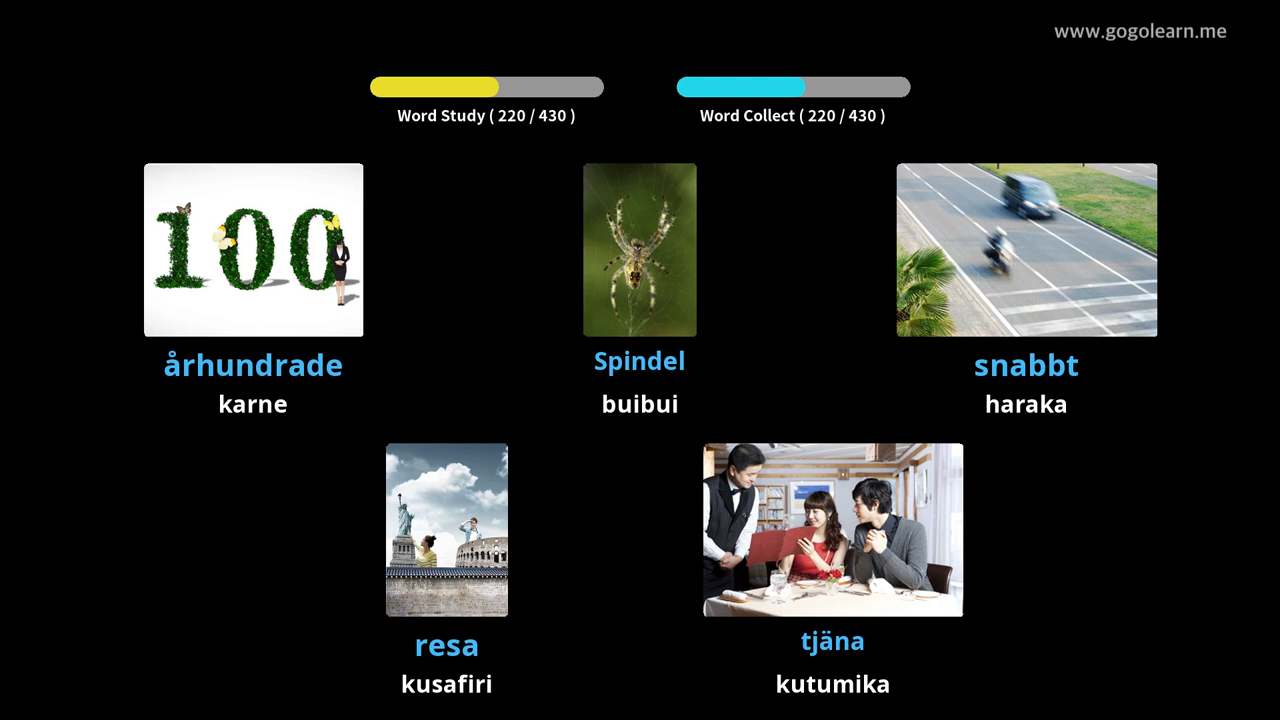 www.gogolearn.me
Word Study ( 220 / 430 )
Word Collect ( 220 / 430 )
100
århundrade
karne
Spindel
buibui
snabbt
haraka
resa
kusafiri
tjäna
kutumika